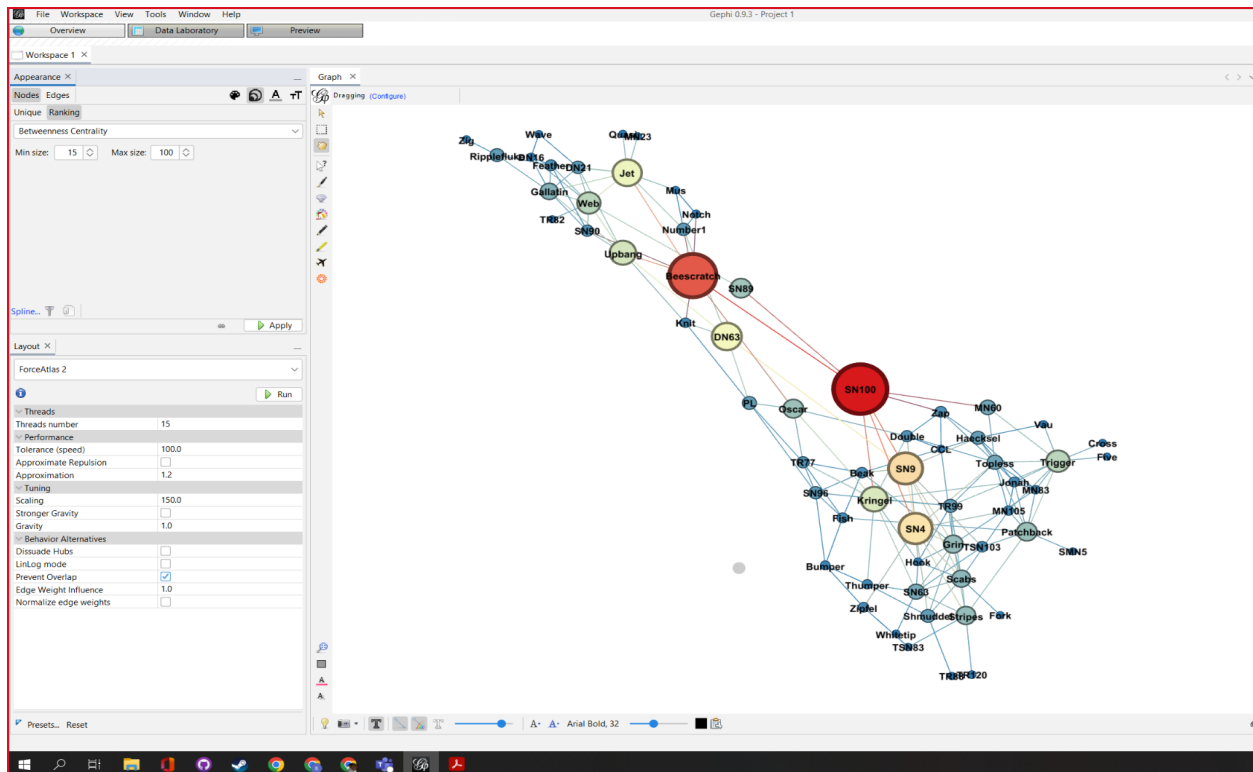 File Workspace View Tools Window Help
Gephi 0.9.3 - Project 1
Overview Data Laboratory Preview
Workspace 1
Appearance
Nodes Edges
Unique Ranking
Betweenness Centrality
Min size: 15 Max size: 100
Spline...
Apply
Layout
ForceAtlas 2
Run
Threads
Threads number 15
Performance
Tolerance (speed) 100.0
Approximate Repulsion
Approximation 1.2
Tuning
Scaling 150.0
Stronger Gravity
Gravity 1.0
Behavior Alternatives
Dissuade Hubs
LinLog mode
Prevent Overlap
Edge Weight Influence 1.0
Normalize edge weights
Presets... Reset
Graph
Dragging (Configure)
Zig
Wave
MN23
Ripplefluke
DN16
Feather
DN21
Jet
Gallatin
Web
Mus
TR82
SN90
Notch
Number1
Upbang
Beescratch
SN89
Knit
DN63
SN100
PL
Oscar
Zap
MN60
Double
Haecksel
Vau
CCL
Cross
TR77
Beak
SN9
Topless
Trigger
Five
SN96
Kringel
Jonah
MN83
Fish
TR99
MN105
SN4
Patchback
Grin
TSN103
SMN5
Bumper
Hook
Thumper
Scabs
SN63
Zipfel
Shmuddel
Stripes
Fork
Whitetip
TSN83
TR88
TR120
A- A- Arial Bold, 32